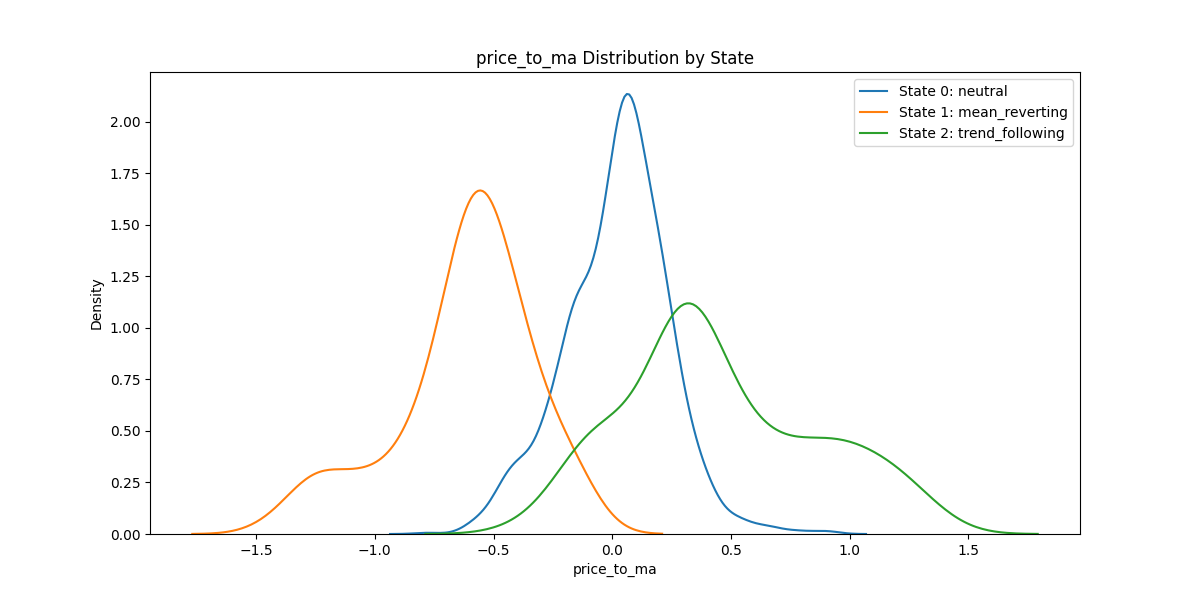 price_to_ma Distribution by State
State 0: neutral
State 1: mean_reverting
State 2: trend_following
Density
2.00
1.75
1.50
1.25
1.00
0.75
0.50
0.25
0.00
−1.5
−1.0
−0.5
0.0
0.5
1.0
1.5
price_to_ma